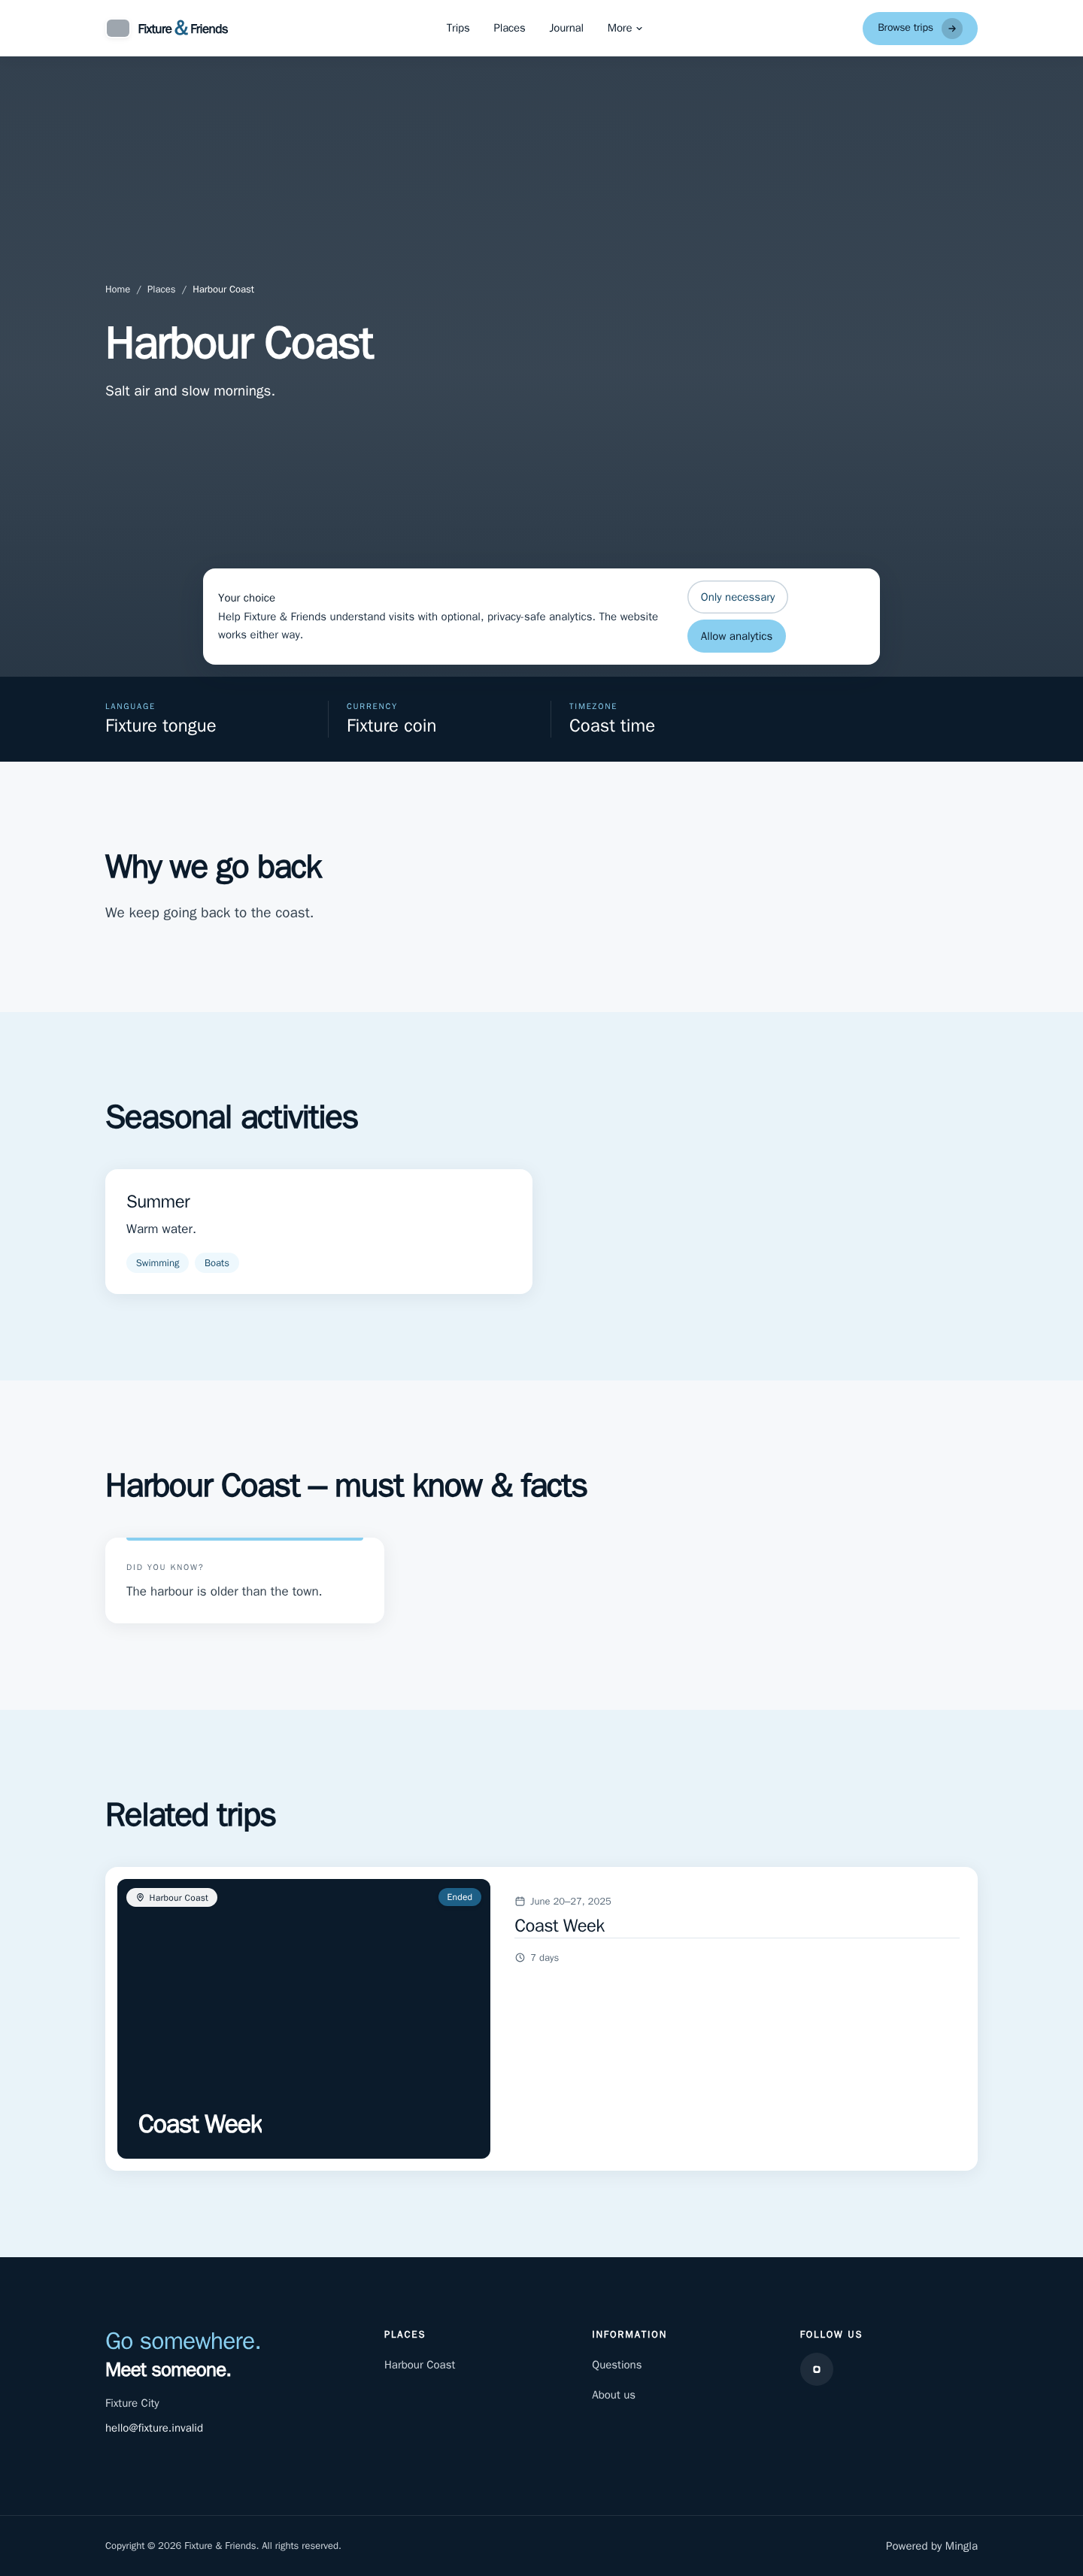 Fixture & Friends
Trips
Places
Journal
More
Browse trips
Home / Places / Harbour Coast
Harbour Coast
Salt air and slow mornings.
Your choice
Help Fixture & Friends understand visits with optional, privacy-safe analytics. The website
works either way.
Only necessary
Allow analytics
LANGUAGE
Fixture tongue
CURRENCY
Fixture coin
TIMEZONE
Coast time
Why we go back
We keep going back to the coast.
Seasonal activities
Summer
Warm water.
Swimming
Boats
Harbour Coast — must know & facts
DID YOU KNOW?
The harbour is older than the town.
Related trips
Harbour Coast
Ended
Coast Week
June 20–27, 2025
Coast Week
7 days
Go somewhere.
Meet someone.
Fixture City
hello@fixture.invalid
PLACES
Harbour Coast
INFORMATION
Questions
About us
FOLLOW US
Copyright © 2026 Fixture & Friends. All rights reserved.
Powered by Mingla